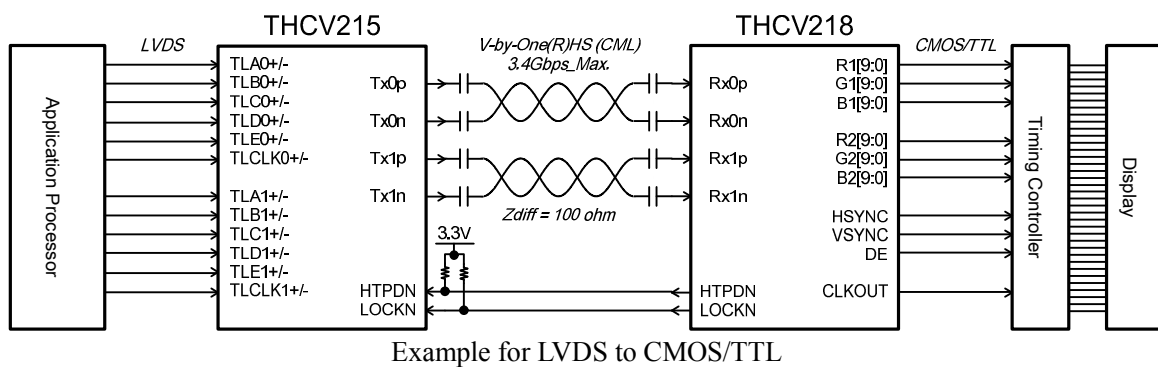 THCV215
THCV218
LVDS
V-by-One(R)HS (CML)
3.4Gbps_Max.
CMOS/TTL
Application Processor
TLA0+/-
TLB0+/-
TLC0+/-
TLD0+/-
TLE0+/-
TLCLK0+/-
TLA1+/-
TLB1+/-
TLC1+/-
TLD1+/-
TLE1+/-
TLCLK1+/-
Tx0p
Tx0n
Tx1p
Tx1n
HTPDN
LOCKN
Zdiff = 100 ohm
3.3V
Rx0p
Rx0n
Rx1p
Rx1n
HTPDN
LOCKN
R1[9:0]
G1[9:0]
B1[9:0]
R2[9:0]
G2[9:0]
B2[9:0]
HSYNC
VSYNC
DE
CLKOUT
Timing Controller
Display
Example for LVDS to CMOS/TTL